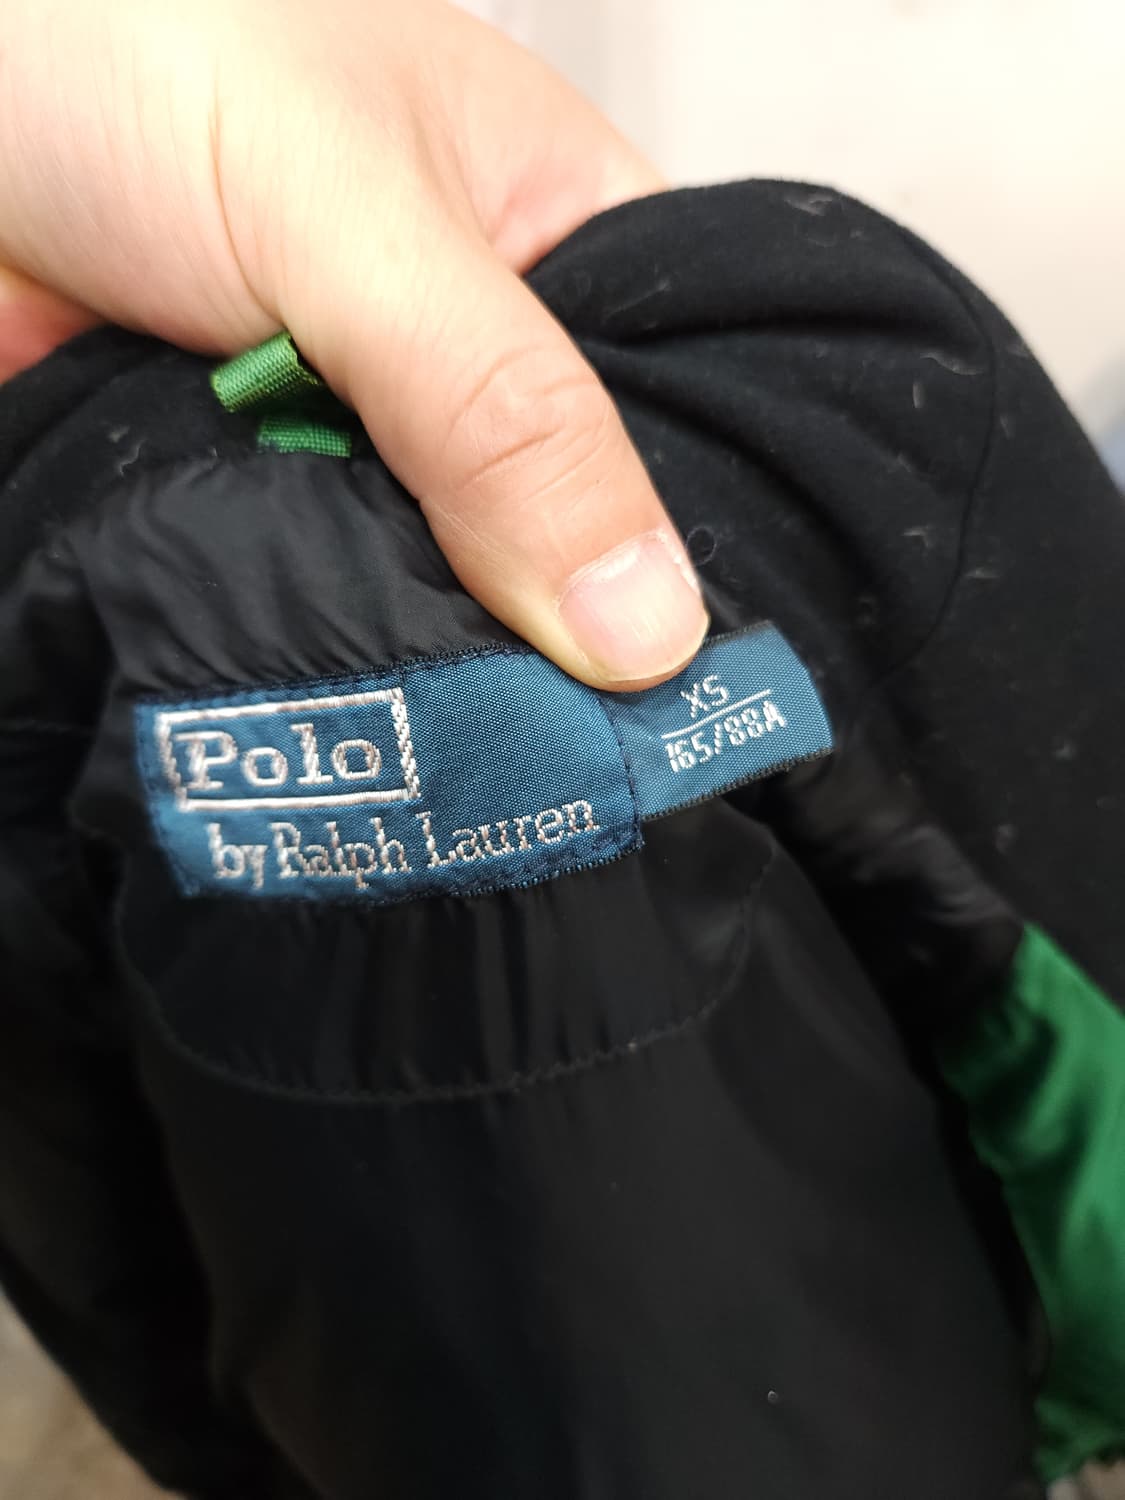 Polo
by Ralph Lauren
XS
165/88A